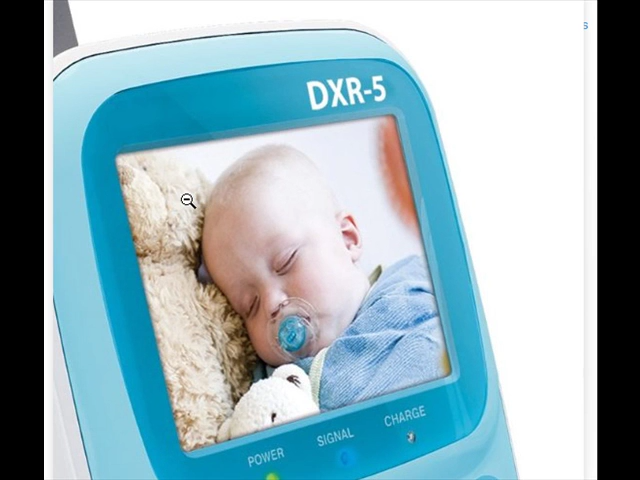 DXR-5
POWER
SIGNAL
CHARGE
s